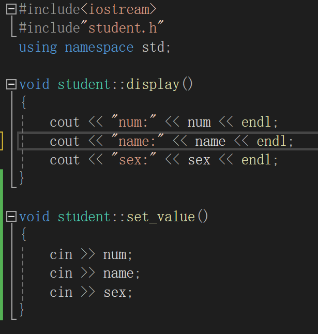 #include<iostream>
#include"student.h"
using namespace std;
void student::display()
{
cout << "num:" << num << endl;
cout << "name:" << name << endl;
cout << "sex:" << sex << endl;
}
void student::set_value()
{
cin >> num;
cin >> name;
cin >> sex;
}